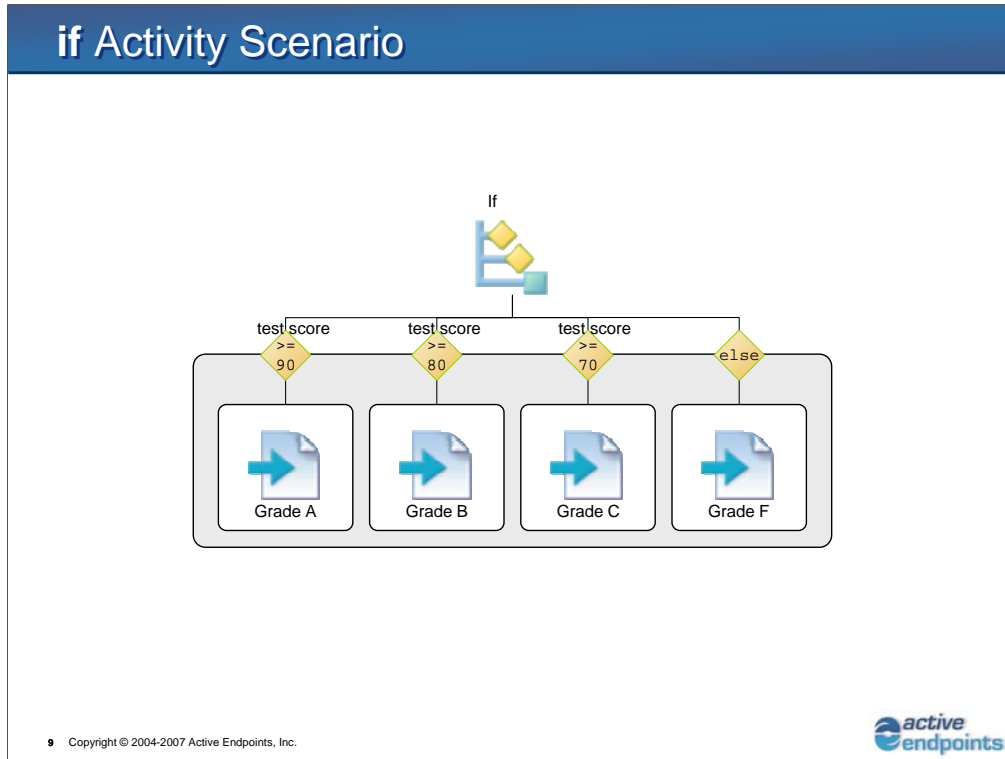 if Activity Scenario
If
test score
>=
90
test score
>=
80
test score
>=
70
else
Grade A
Grade B
Grade C
Grade F
9 Copyright © 2004-2007 Active Endpoints, Inc.
active
endpoints